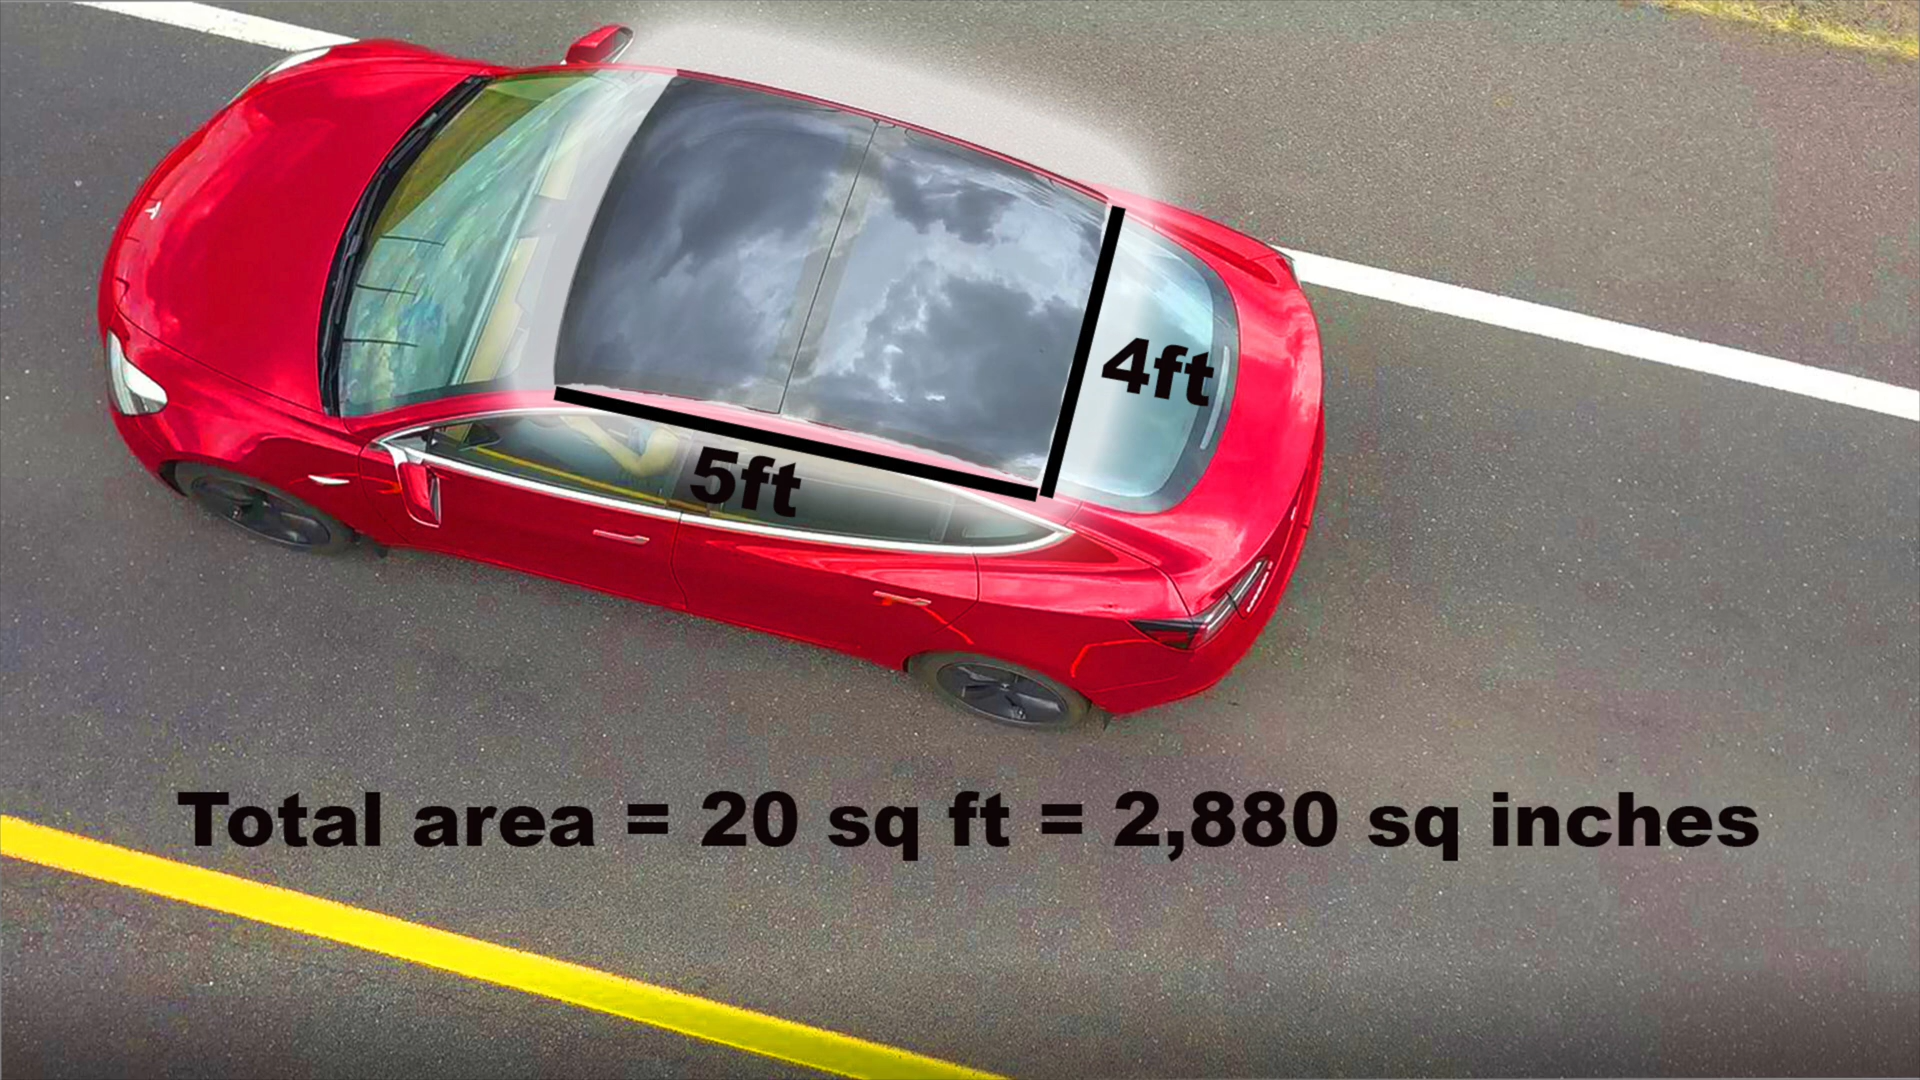 4ft
5ft
Total area = 20 sq ft = 2,880 sq inches